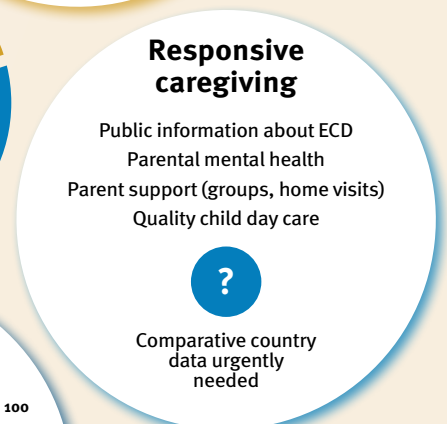 Responsive
caregiving
Public information about ECD
Parental mental health
Parent support (groups, home visits)
Quality child day care
?
Comparative country
data urgently
needed
100